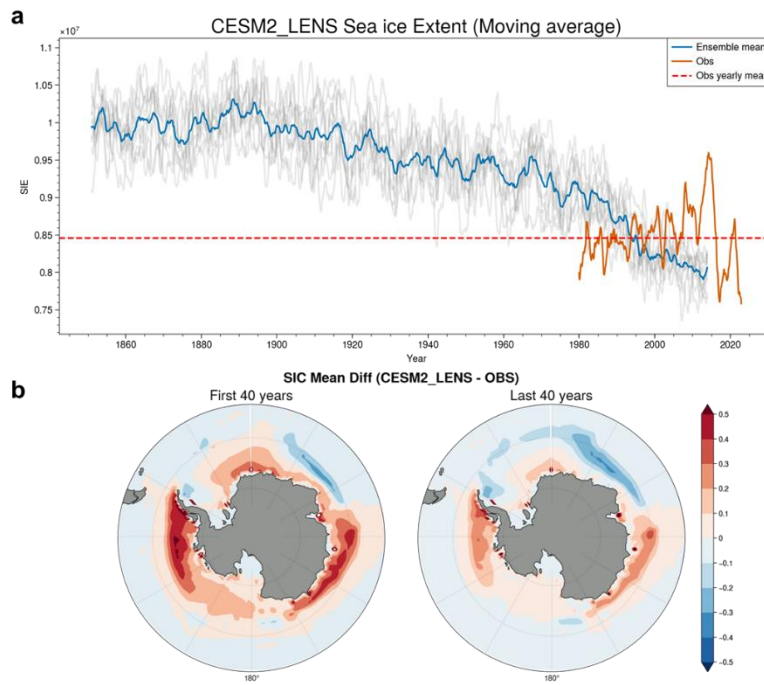 a
CESM2_LENS Sea ice Extent (Moving average)
1.1 ×10⁷
Ensemble mean
Obs
Obs yearly mean
1.05
1
0.95
0.9
0.85
0.8
0.75
SIE
1860 1880 1900 1920 1940 1960 1980 2000 2020
Year
b
SIC Mean Diff (CESM2_LENS - OBS)
First 40 years
Last 40 years
0.5
0.4
0.3
0.2
0.1
0
-0.1
-0.2
-0.3
-0.4
-0.5
180°
180°